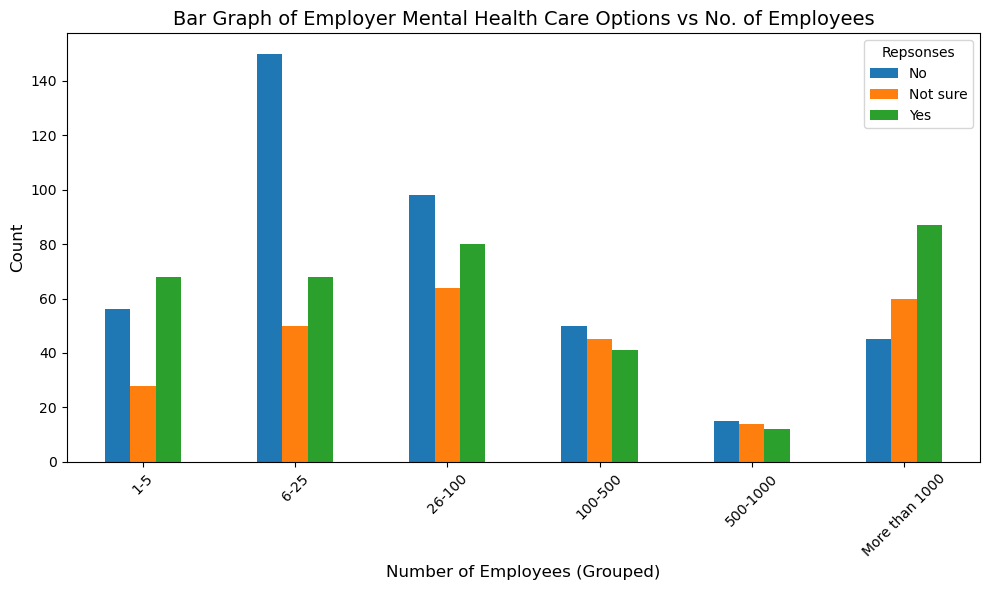 Bar Graph of Employer Mental Health Care Options vs No. of Employees
Repsonses
No
Not sure
Yes
Count
140
120
100
80
60
40
20
0
1-5
6-25
26-100
100-500
500-1000
More than 1000
Number of Employees (Grouped)